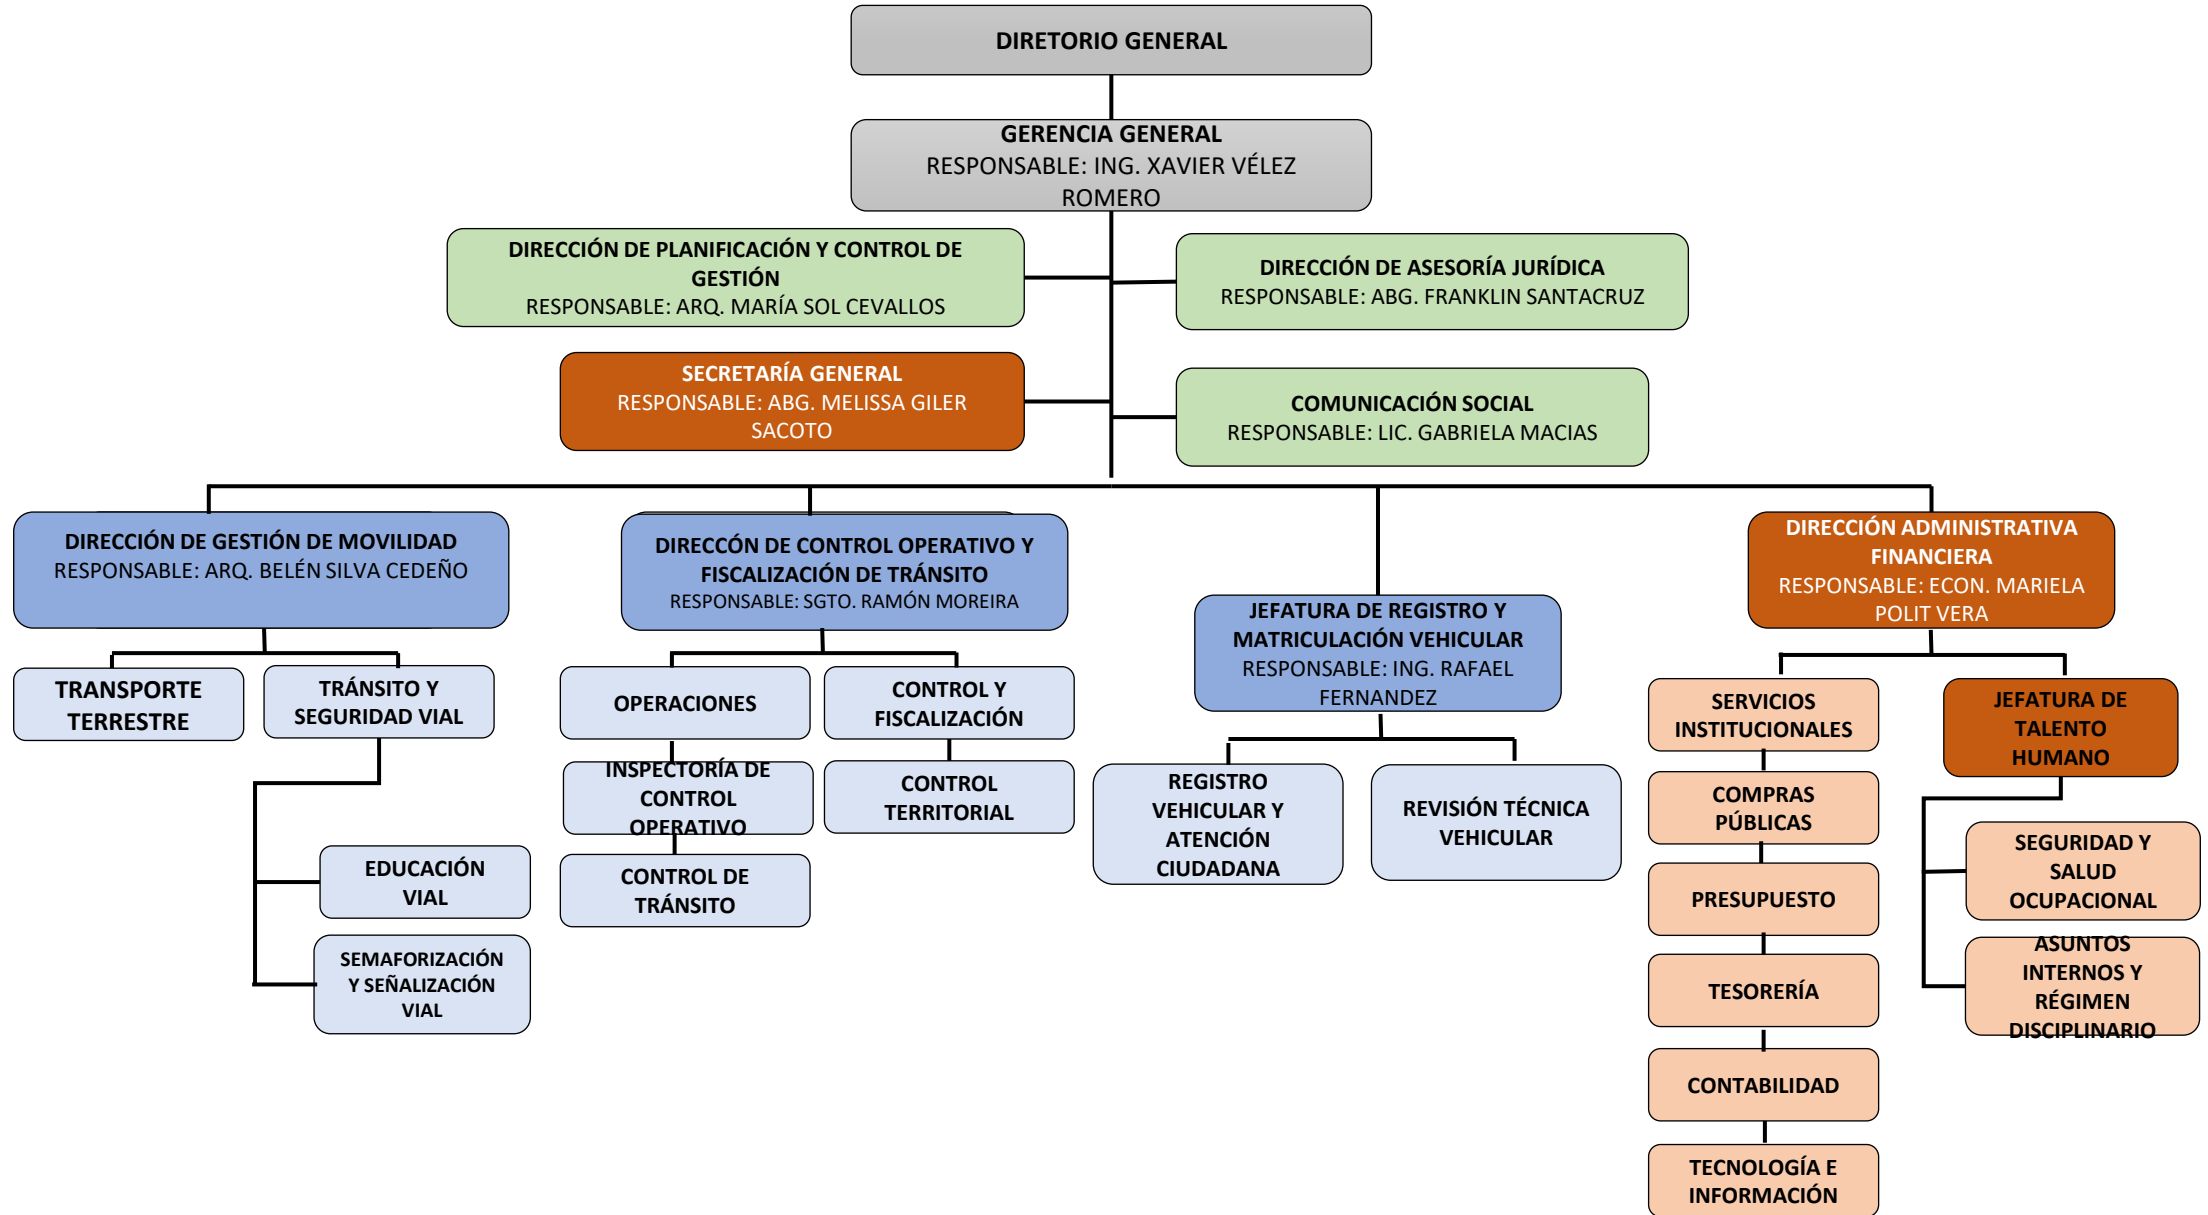 DIRETORIO GENERAL
GERENCIA GENERAL
RESPONSABLE: ING. XAVIER VÉLEZ
ROMERO
DIRECCIÓN DE PLANIFICACIÓN Y CONTROL DE
GESTIÓN
RESPONSABLE: ARQ. MARÍA SOL CEVALLOS
DIRECCIÓN DE ASESORÍA JURÍDICA
RESPONSABLE: ABG. FRANKLIN SANTACRUZ
SECRETARÍA GENERAL
RESPONSABLE: ABG. MELISSA GILER
SACOTO
COMUNICACIÓN SOCIAL
RESPONSABLE: LIC. GABRIELA MACIAS
DIRECCIÓN DE GESTIÓN DE MOVILIDAD
RESPONSABLE: ARQ. BELÉN SILVA CEDEÑO
TRANSPORTE
TERRESTRE
TRÁNSITO Y
SEGURIDAD VIAL
EDUCACIÓN
VIAL
SEMAFORIZACIÓN
Y SEÑALIZACIÓN
VIAL
DIRECCÓN DE CONTROL OPERATIVO Y
FISCALIZACIÓN DE TRÁNSITO
RESPONSABLE: SGTO. RAMÓN MOREIRA
OPERACIONES
INSPECTORÍA DE
CONTROL
OPERATIVO
CONTROL DE
TRÁNSITO
CONTROL Y
FISCALIZACIÓN
CONTROL
TERRITORIAL
JEFATURA DE REGISTRO Y
MATRICULACIÓN VEHICULAR
RESPONSABLE: ING. RAFAEL
FERNANDEZ
REGISTRO
VEHICULAR Y
ATENCIÓN
CIUDADANA
REVISIÓN TÉCNICA
VEHICULAR
DIRECCIÓN ADMINISTRATIVA
FINANCIERA
RESPONSABLE: ECON. MARIELA
POLIT VERA
SERVICIOS
INSTITUCIONALES
COMPRAS
PÚBLICAS
PRESUPUESTO
TESORERÍA
CONTABILIDAD
TECNOLOGÍA E
INFORMACIÓN
JEFATURA DE
TALENTO
HUMANO
SEGURIDAD Y
SALUD
OCUPACIONAL
ASUNTOS
INTERNOS Y
RÉGIMEN
DISCIPLINARIO